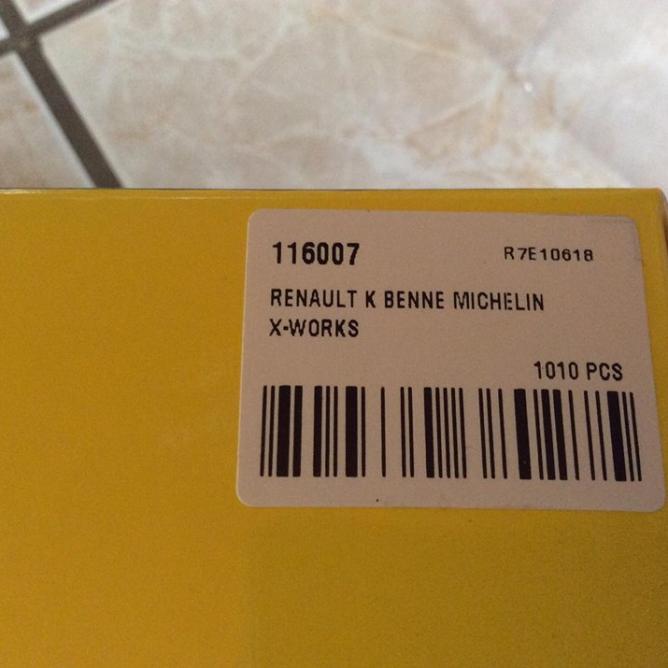 116007 R7E10618
RENAULT K BENNE MICHELIN
X-WORKS
1010 PCS